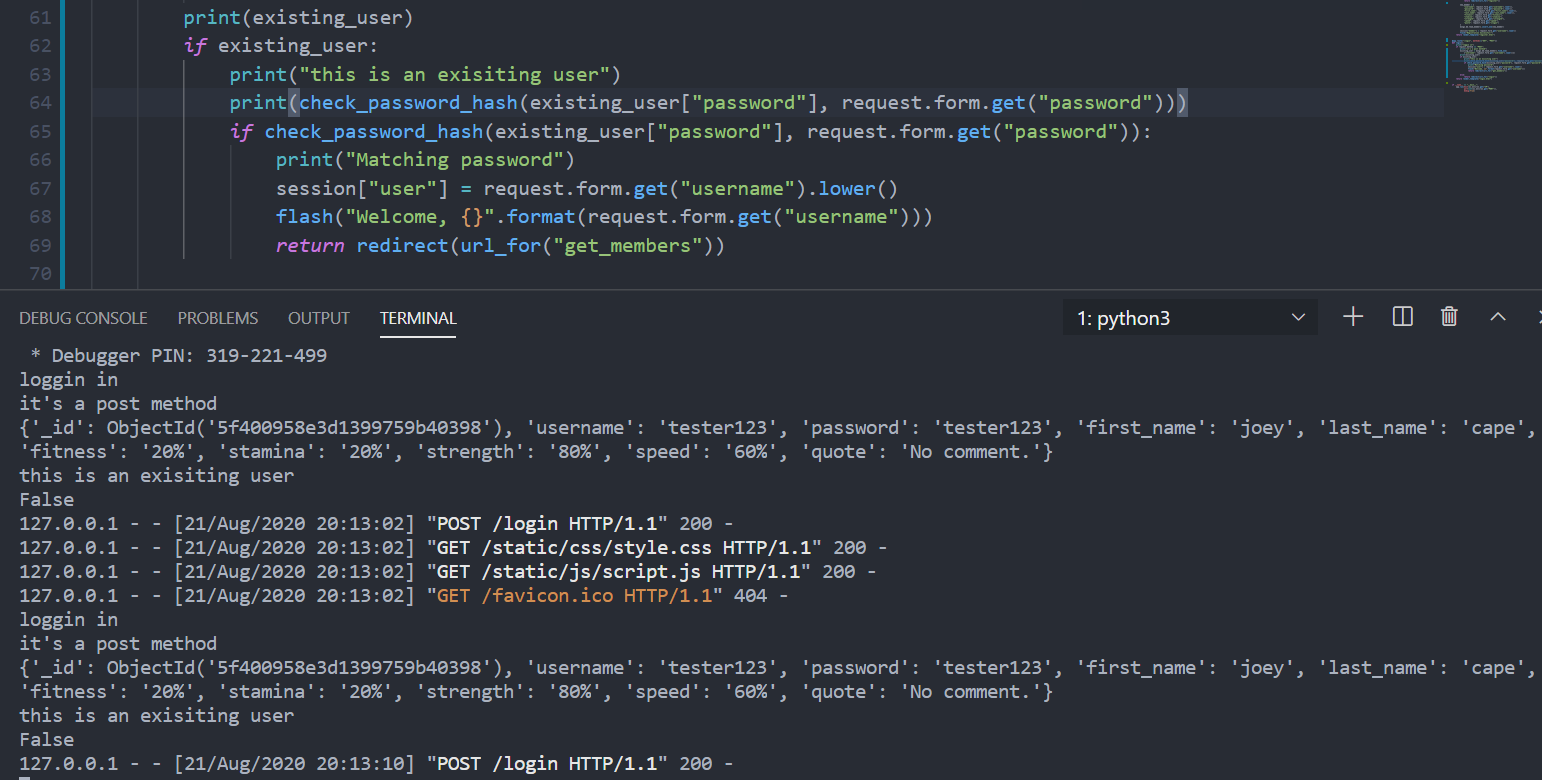 61 print(existing_user)
62 if existing_user:
63 print("this is an exisiting user")
64 print(check_password_hash(existing_user["password"], request.form.get("password")))
65 if check_password_hash(existing_user["password"], request.form.get("password")):
66 print("Matching password")
67 session["user"] = request.form.get("username").lower()
68 flash("Welcome, {}".format(request.form.get("username")))
69 return redirect(url_for("get_members"))
70
DEBUG CONSOLE PROBLEMS OUTPUT TERMINAL 1: python3
* Debugger PIN: 319-221-499
loggin in
it's a post method
{'_id': ObjectId('5f400958e3d1399759b40398'), 'username': 'tester123', 'password': 'tester123', 'first_name': 'joey', 'last_name': 'cape',
'fitness': '20%', 'stamina': '20%', 'strength': '80%', 'speed': '60%', 'quote': 'No comment.'}
this is an exisiting user
False
127.0.0.1 - - [21/Aug/2020 20:13:02] "POST /login HTTP/1.1" 200 -
127.0.0.1 - - [21/Aug/2020 20:13:02] "GET /static/css/style.css HTTP/1.1" 200 -
127.0.0.1 - - [21/Aug/2020 20:13:02] "GET /static/js/script.js HTTP/1.1" 200 -
127.0.0.1 - - [21/Aug/2020 20:13:02] "GET /favicon.ico HTTP/1.1" 404 -
loggin in
it's a post method
{'_id': ObjectId('5f400958e3d1399759b40398'), 'username': 'tester123', 'password': 'tester123', 'first_name': 'joey', 'last_name': 'cape',
'fitness': '20%', 'stamina': '20%', 'strength': '80%', 'speed': '60%', 'quote': 'No comment.'}
this is an exisiting user
False
127.0.0.1 - - [21/Aug/2020 20:13:10] "POST /login HTTP/1.1" 200 -